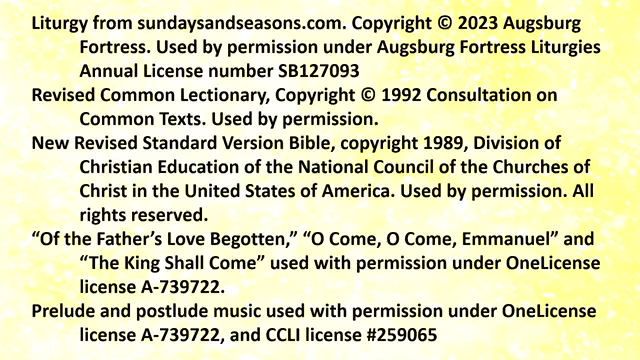 Liturgy from sundaysandseasons.com. Copyright © 2023 Augsburg
Fortress. Used by permission under Augsburg Fortress Liturgies
Annual License number SB127093
Revised Common Lectionary, Copyright © 1992 Consultation on
Common Texts. Used by permission.
New Revised Standard Version Bible, copyright 1989, Division of
Christian Education of the National Council of the Churches of
Christ in the United States of America. Used by permission. All
rights reserved.
“Of the Father’s Love Begotten,” “O Come, O Come, Emmanuel” and
“The King Shall Come” used with permission under OneLicense
license A-739722.
Prelude and postlude music used with permission under OneLicense
license A-739722, and CCLI license #259065